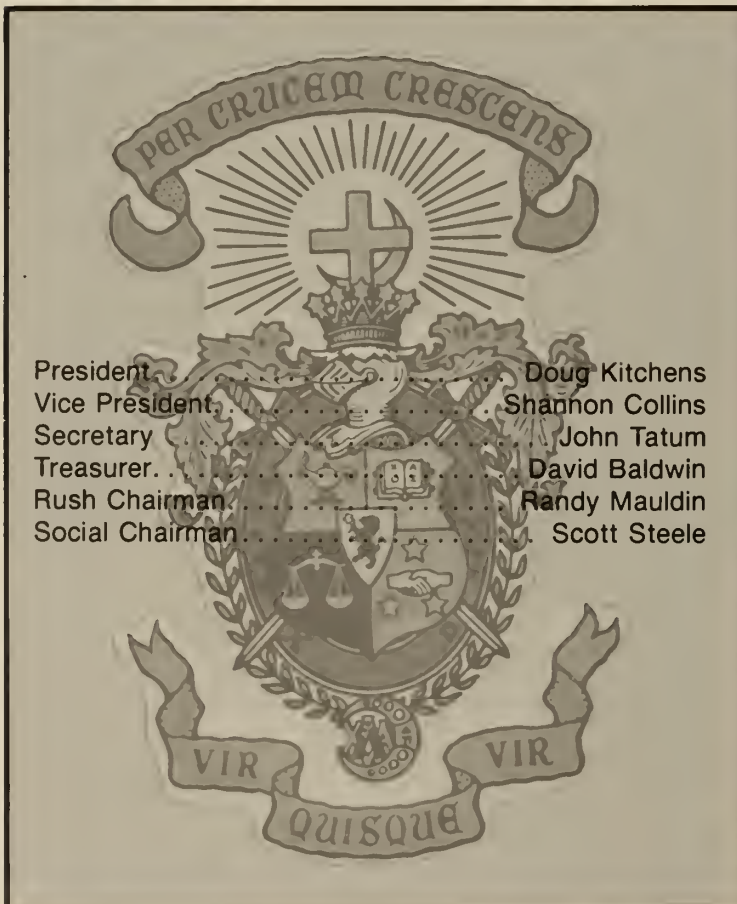 PER CRUCEM CRESCENS
President . . . . . . . . . . . . . . . . . . . . . . Doug Kitchens
Vice President. . . . . . . . . . . . . . . . . Shannon Collins
Secretary . . . . . . . . . . . . . . . . . . . . . . . . John Tatum
Treasurer. . . . . . . . . . . . . . . . . . . . . . David Baldwin
Rush Chairman . . . . . . . . . . . . . . . . Randy Mauldin
Social Chairman. . . . . . . . . . . . . . . . . . Scott Steele
VIR QUISQUE VIR